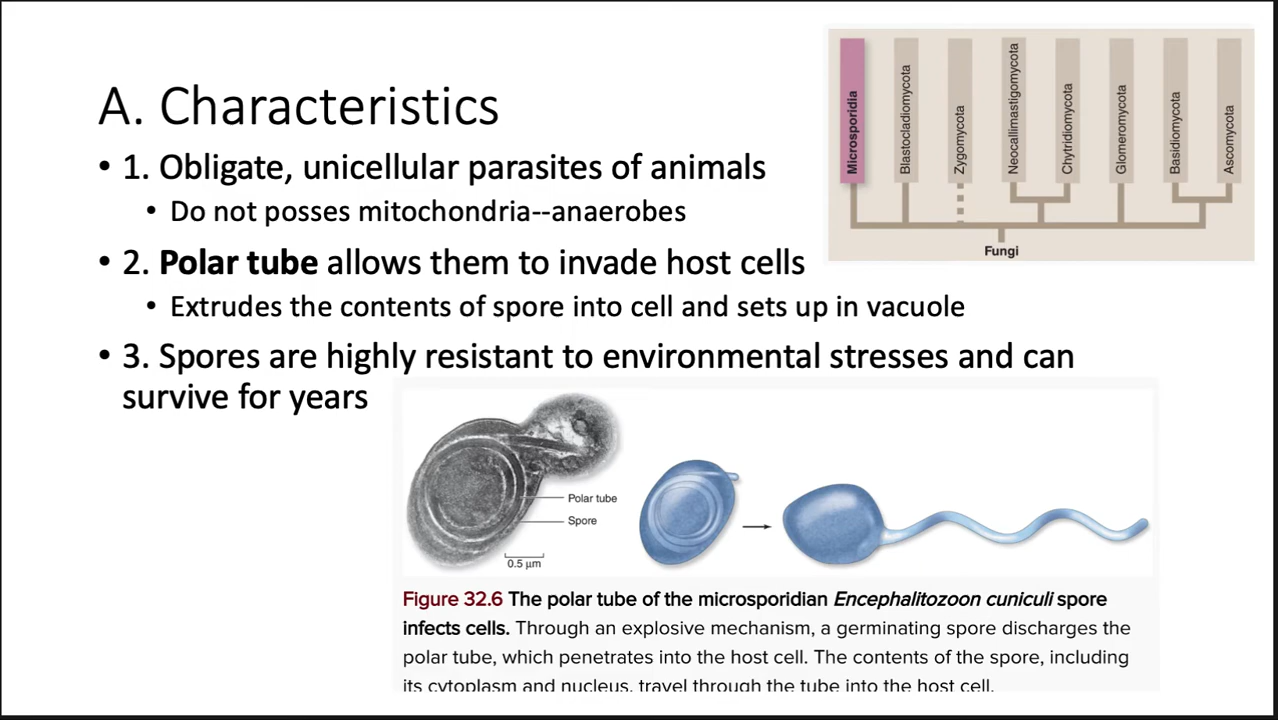 A. Characteristics
• 1. Obligate, unicellular parasites of animals
• Do not posses mitochondria--anaerobes
• 2. Polar tube allows them to invade host cells
• Extrudes the contents of spore into cell and sets up in vacuole
• 3. Spores are highly resistant to environmental stresses and can
survive for years
Microsporidia
Blastocladiomycota
Zygomycota
Neocallimastigomycota
Chytridiomycota
Glomeromycota
Basidiomycota
Ascomycota
Fungi
Polar tube
Spore
0.5 μm
Figure 32.6 The polar tube of the microsporidian Encephalitozoon cuniculi spore
infects cells. Through an explosive mechanism, a germinating spore discharges the
polar tube, which penetrates into the host cell. The contents of the spore, including
its cytoplasm and nucleus, travel through the tube into the host cell.